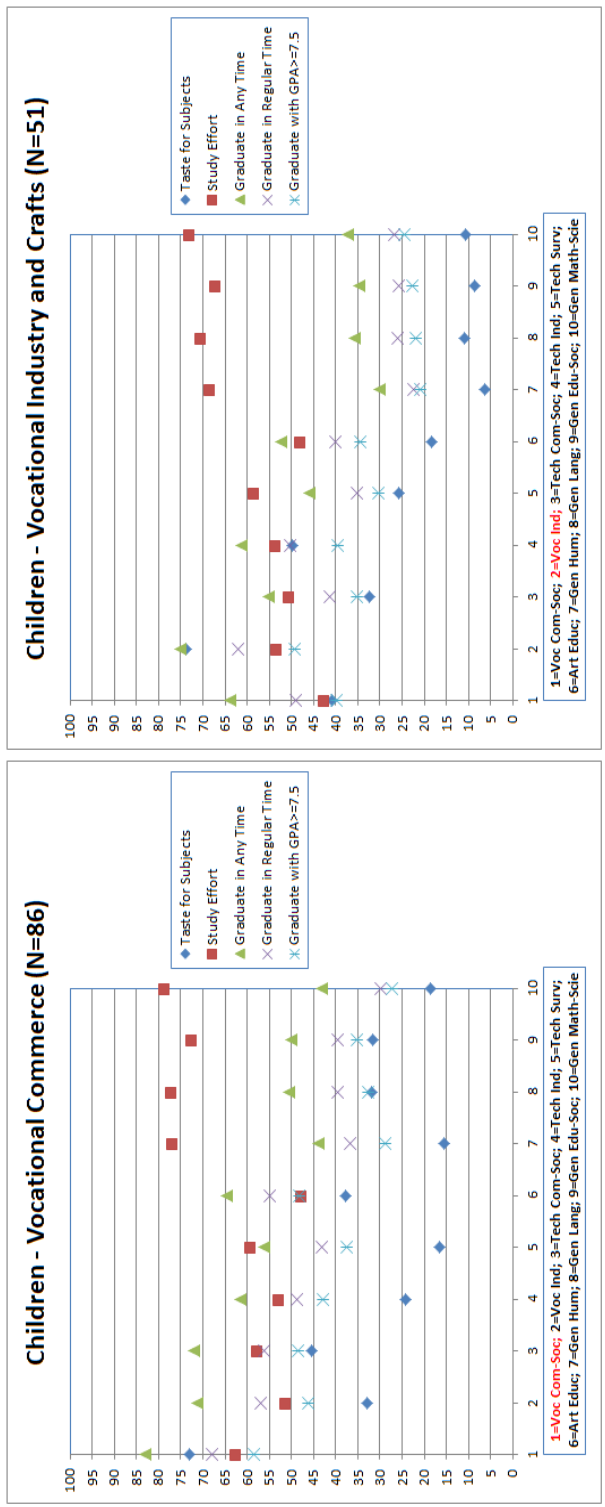 Children - Vocational Commerce (N=86)
100
95
90
85
80
75
70
65
60
55
50
45
40
35
30
25
20
15
10
5
0
1 2 3 4 5 6 7 8 9 10
Taste for Subjects
Study Effort
Graduate in Any Time
Graduate in Regular Time
Graduate with GPA>=7.5
1=Voc Com-Soc; 2=Voc Ind; 3=Tech Com-Soc; 4=Tech Ind; 5=Tech Surv;
6=Art Educ; 7=Gen Hum; 8=Gen Lang; 9=Gen Edu-Soc; 10=Gen Math-Scie
Children - Vocational Industry and Crafts (N=51)
100
95
90
85
80
75
70
65
60
55
50
45
40
35
30
25
20
15
10
5
0
1 2 3 4 5 6 7 8 9 10
Taste for Subjects
Study Effort
Graduate in Any Time
Graduate in Regular Time
Graduate with GPA>=7.5
1=Voc Com-Soc; 2=Voc Ind; 3=Tech Com-Soc; 4=Tech Ind; 5=Tech Surv;
6=Art Educ; 7=Gen Hum; 8=Gen Lang; 9=Gen Edu-Soc; 10=Gen Math-Scie